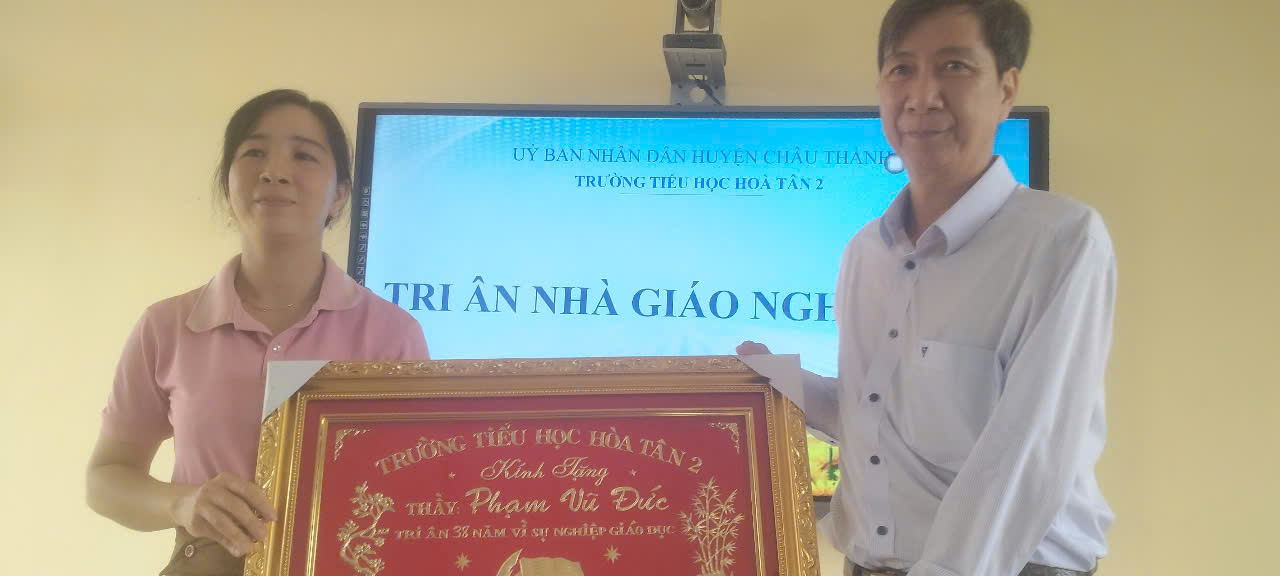 UỶ BAN NHÂN DÂN HUYỆN CHÂU THÀNH
TRƯỜNG TIỂU HỌC HOÀ TÂN 2
TRI ÂN NHÀ GIÁO
TRƯỜNG TIỂU HỌC HÒA TÂN 2
Kính Tặng
THẦY: Phạm Vũ Đức
TRI ÂN 38 NĂM VÌ SỰ NGHIỆP GIÁO DỤC